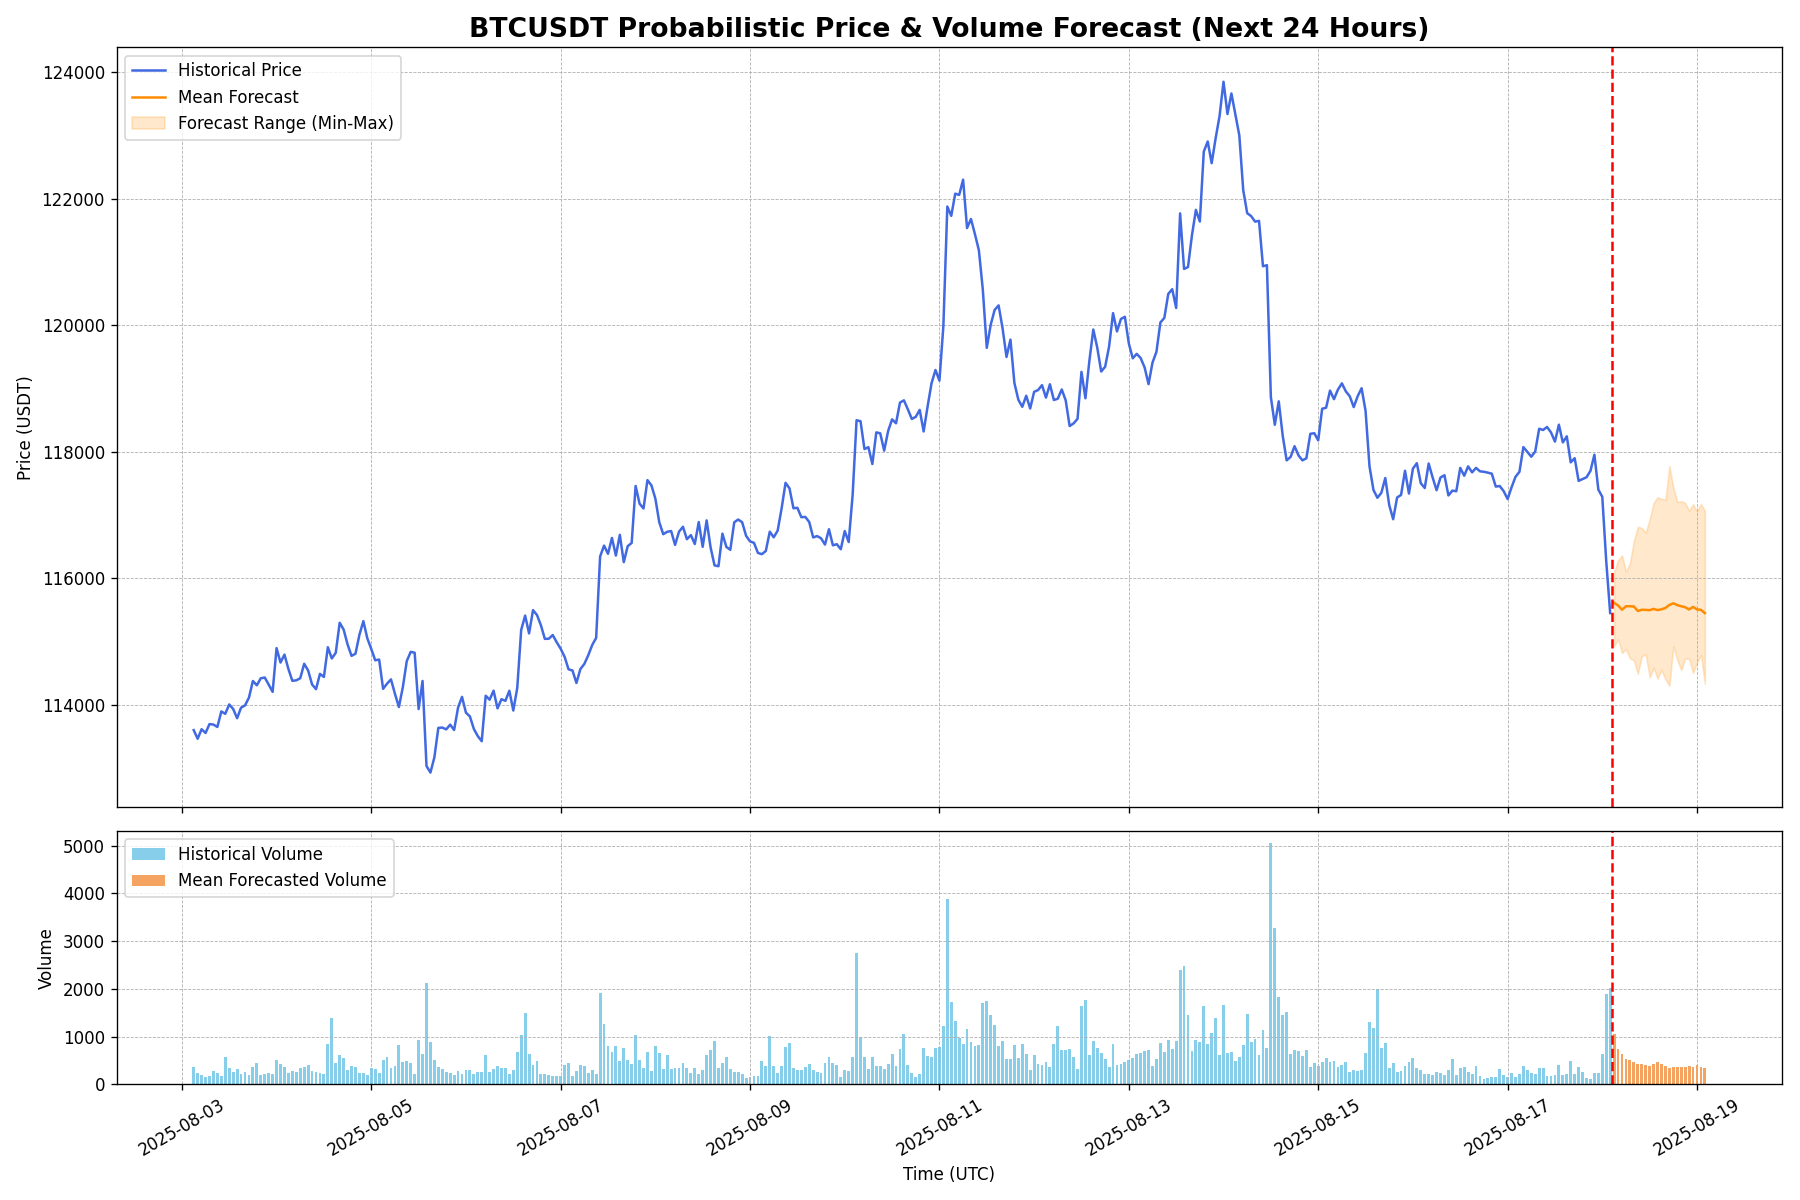 BTCUSDT Probabilistic Price & Volume Forecast (Next 24 Hours)
Historical Price
Mean Forecast
Forecast Range (Min-Max)
124000
122000
120000
118000
116000
114000
Price (USDT)
Historical Volume
Mean Forecasted Volume
5000
4000
3000
2000
1000
0
Volume
2025-08-03
2025-08-05
2025-08-07
2025-08-09
2025-08-11
2025-08-13
2025-08-15
2025-08-17
2025-08-19
Time (UTC)